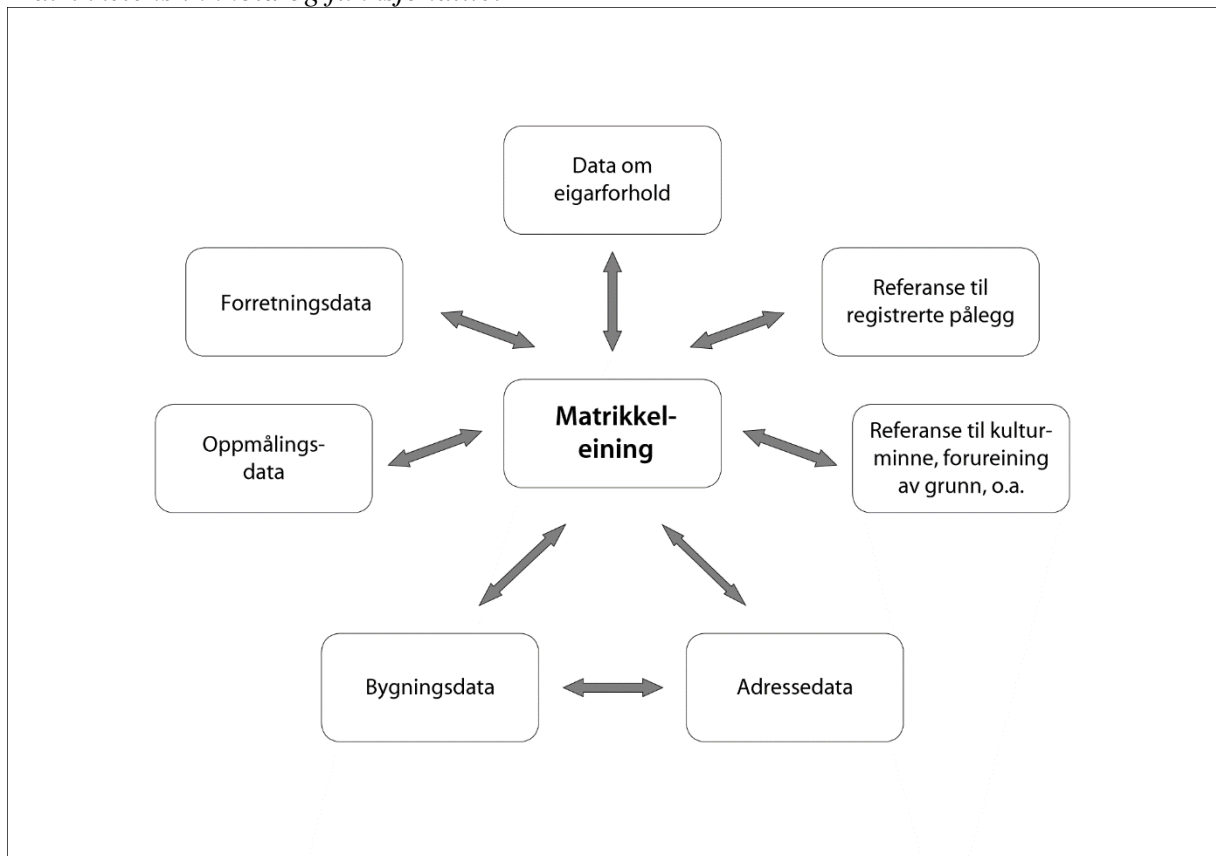 Data om
eigarforhold
Forretningsdata
Referanse til
registrerte pålegg
Matrikkel-
eining
Oppmålings-
data
Referanse til kultur-
minne, forureining
av grunn, o.a.
Bygningsdata
Adressedata